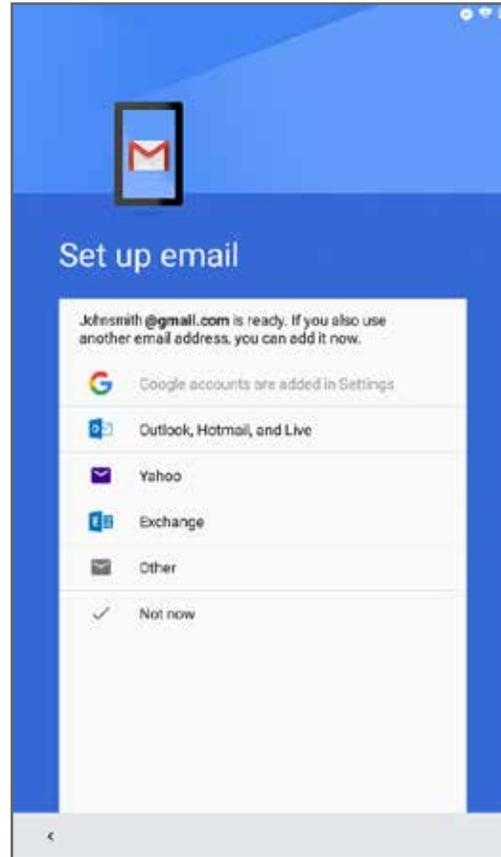 Set up email
Johnsmith@gmail.com is ready. If you also use
another email address, you can add it now.
Google accounts are added in Settings
Outlook, Hotmail, and Live
Yahoo
Exchange
Other
Not now